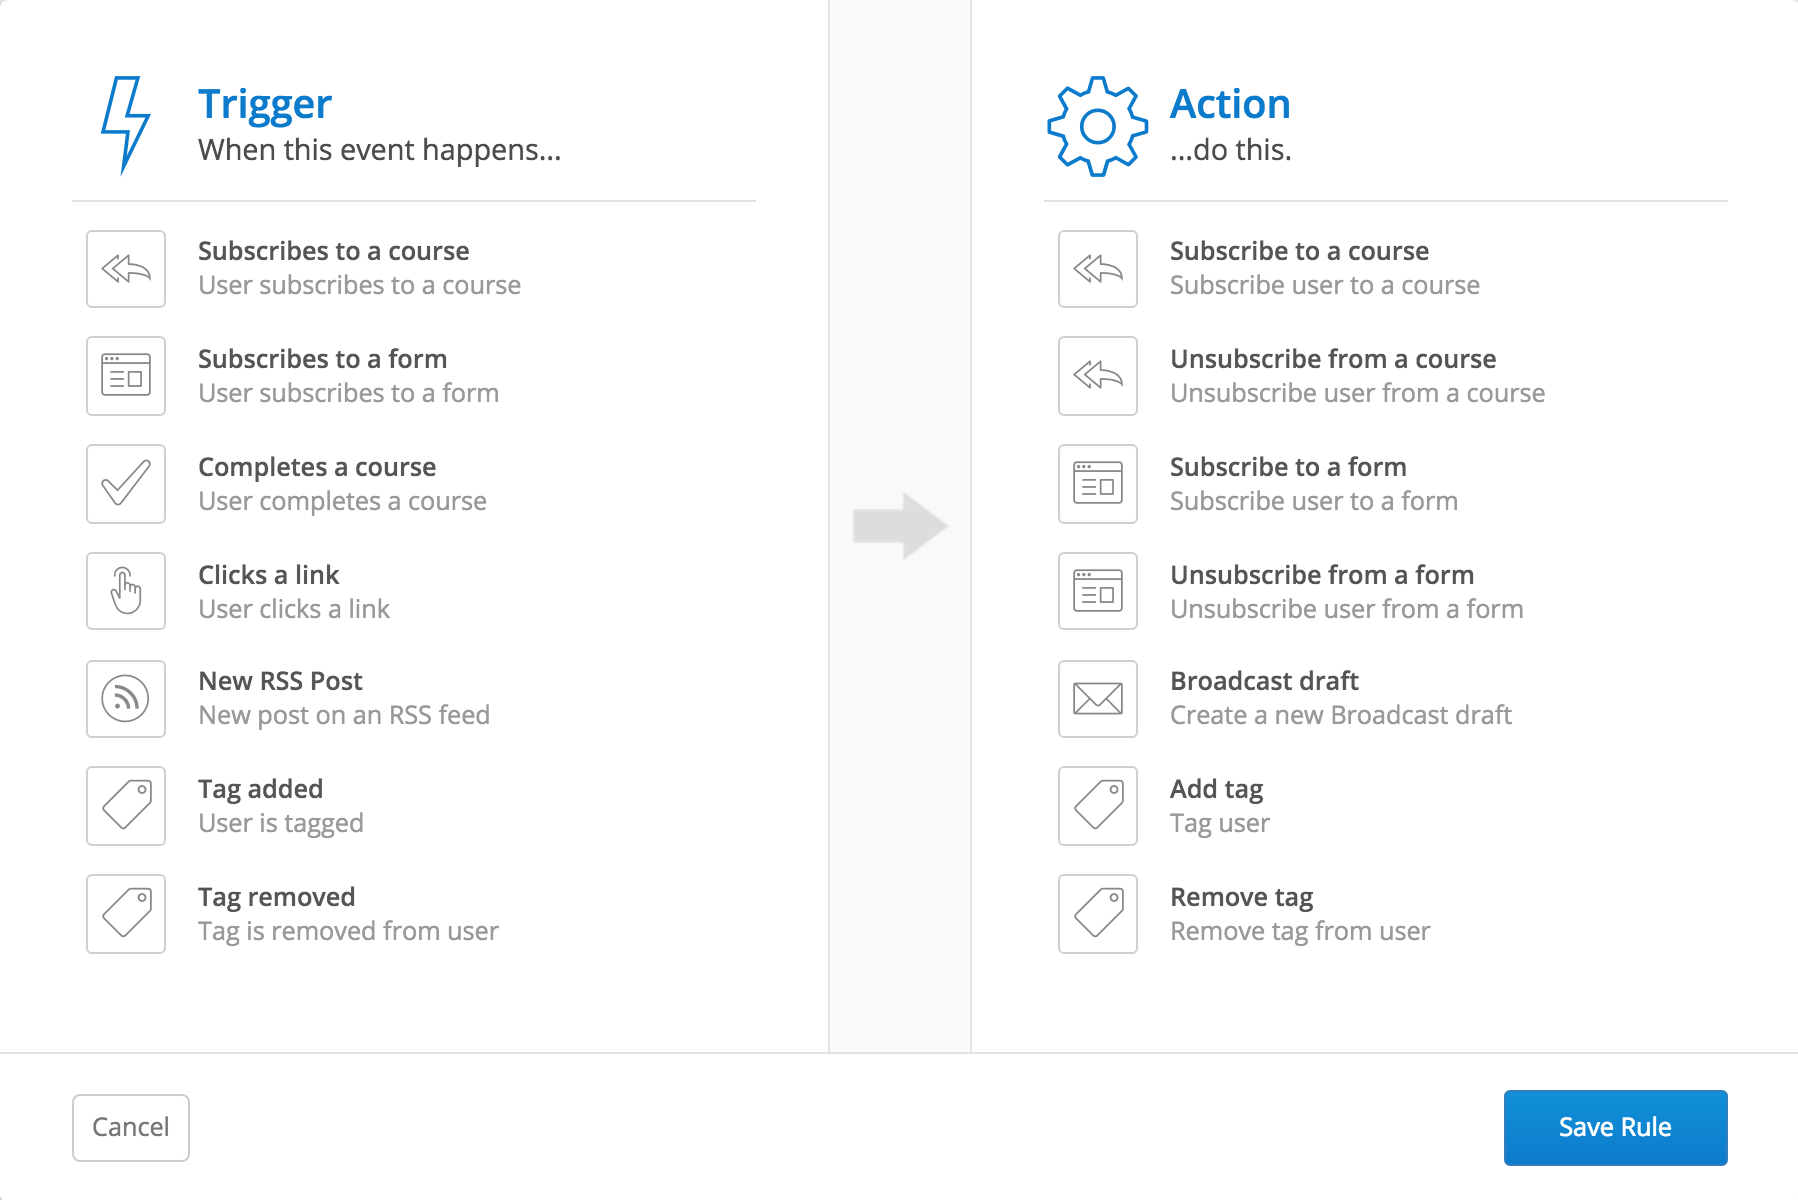 Trigger
When this event happens...
Subscribes to a course
User subscribes to a course
Subscribes to a form
User subscribes to a form
Completes a course
User completes a course
Clicks a link
User clicks a link
New RSS Post
New post on an RSS feed
Tag added
User is tagged
Tag removed
Tag is removed from user
Action
...do this.
Subscribe to a course
Subscribe user to a course
Unsubscribe from a course
Unsubscribe user from a course
Subscribe to a form
Subscribe user to a form
Unsubscribe from a form
Unsubscribe user from a form
Broadcast draft
Create a new Broadcast draft
Add tag
Tag user
Remove tag
Remove tag from user
Cancel
Save Rule